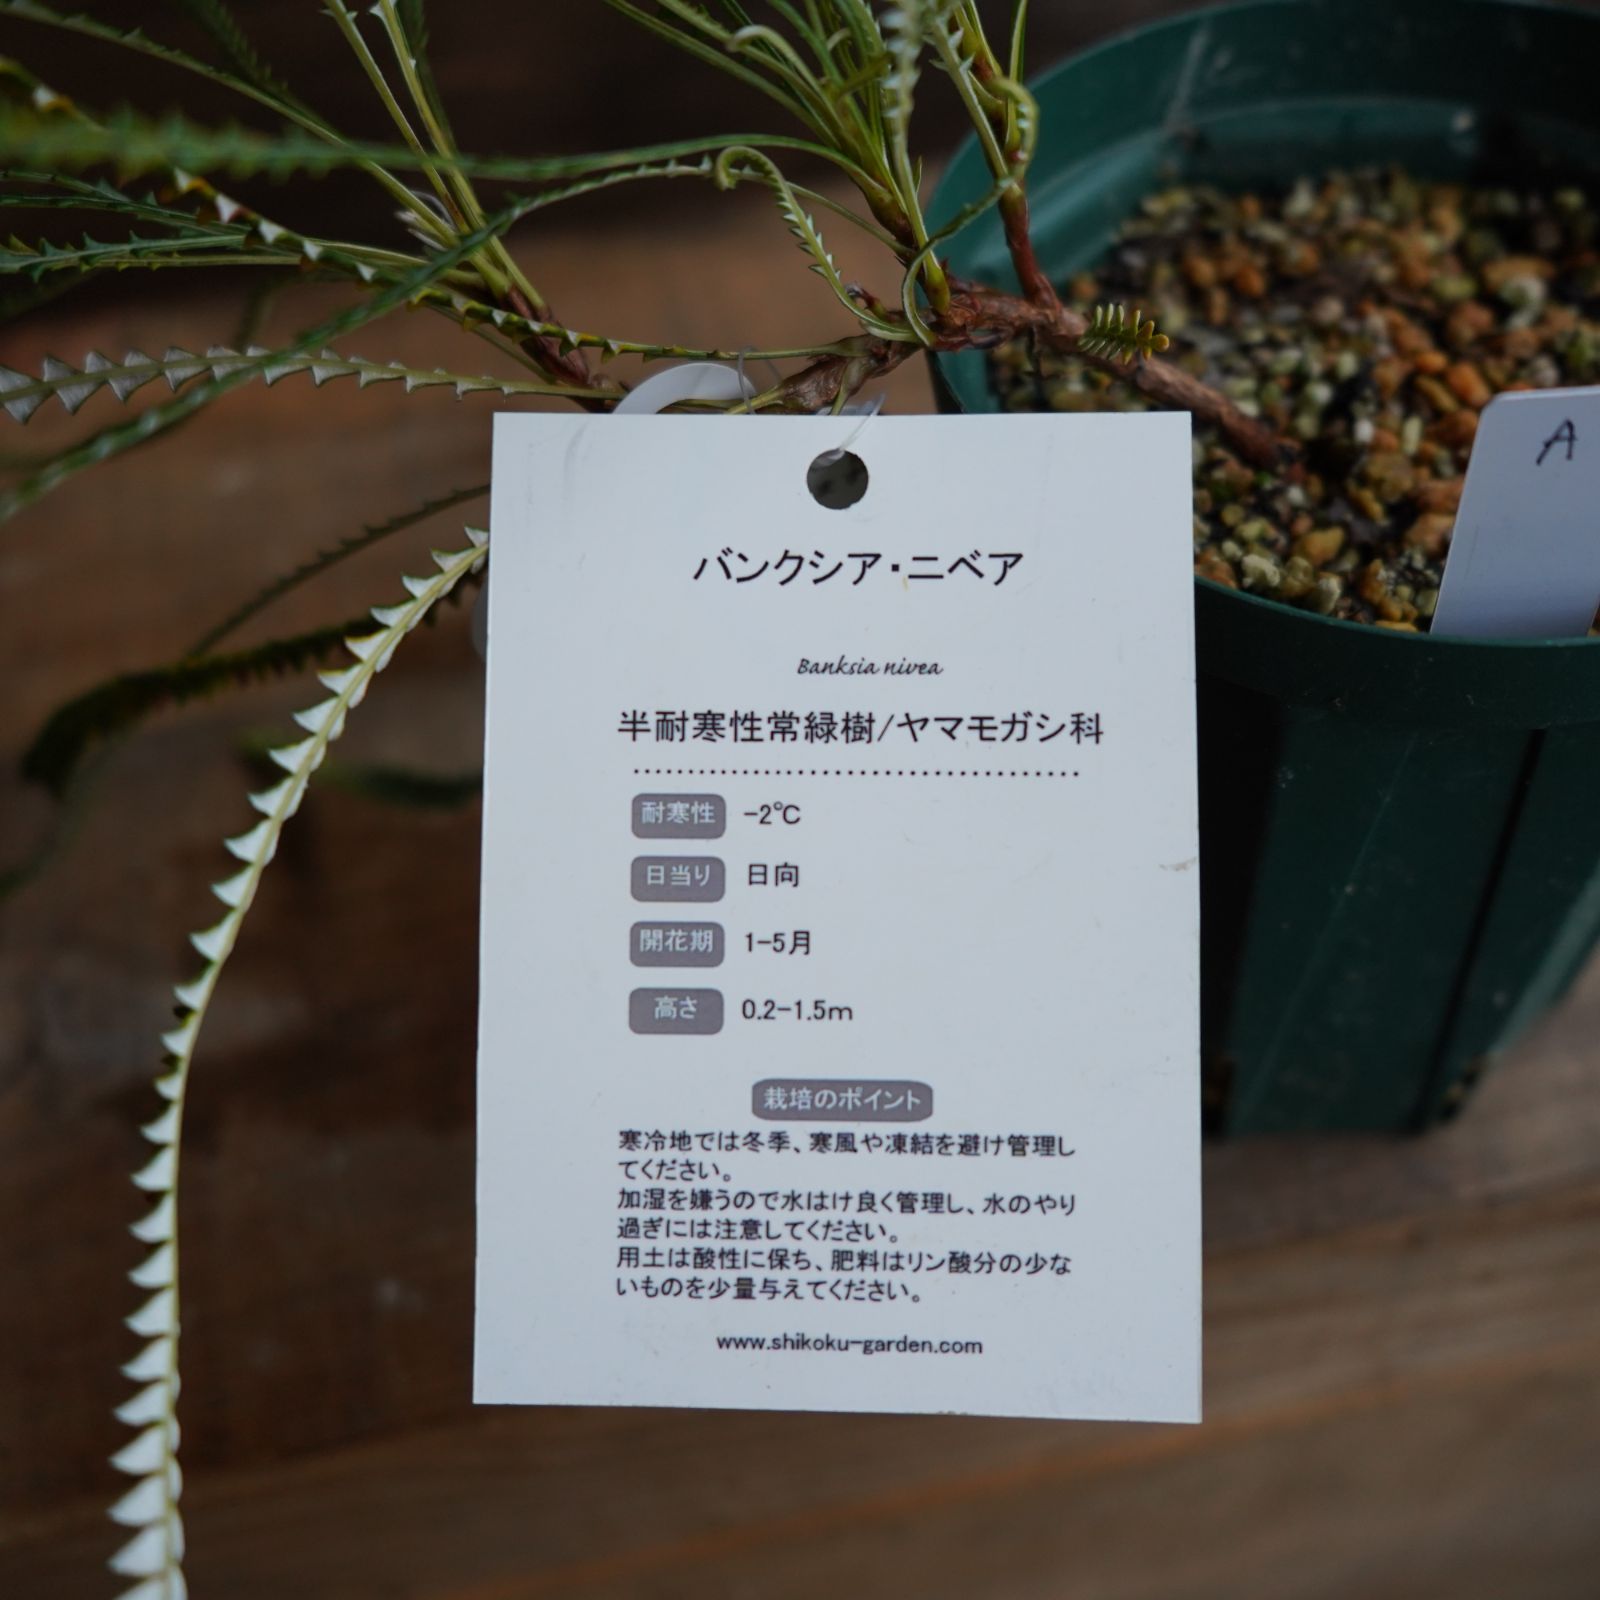 バンクシア・ニベア
Banksia nivea
半耐寒性常緑樹/ヤマモガシ科
耐寒性 -2℃
日当り 日向
開花期 1-5月
高さ 0.2-1.5m
栽培のポイント
寒冷地では冬季、寒風や凍結を避け管理し
てください。
加湿を嫌うので水はけ良く管理し、水のやり
過ぎには注意してください。
用土は酸性に保ち、肥料はリン酸分の少な
いものを少量与えてください。
www.shikoku-garden.com
A